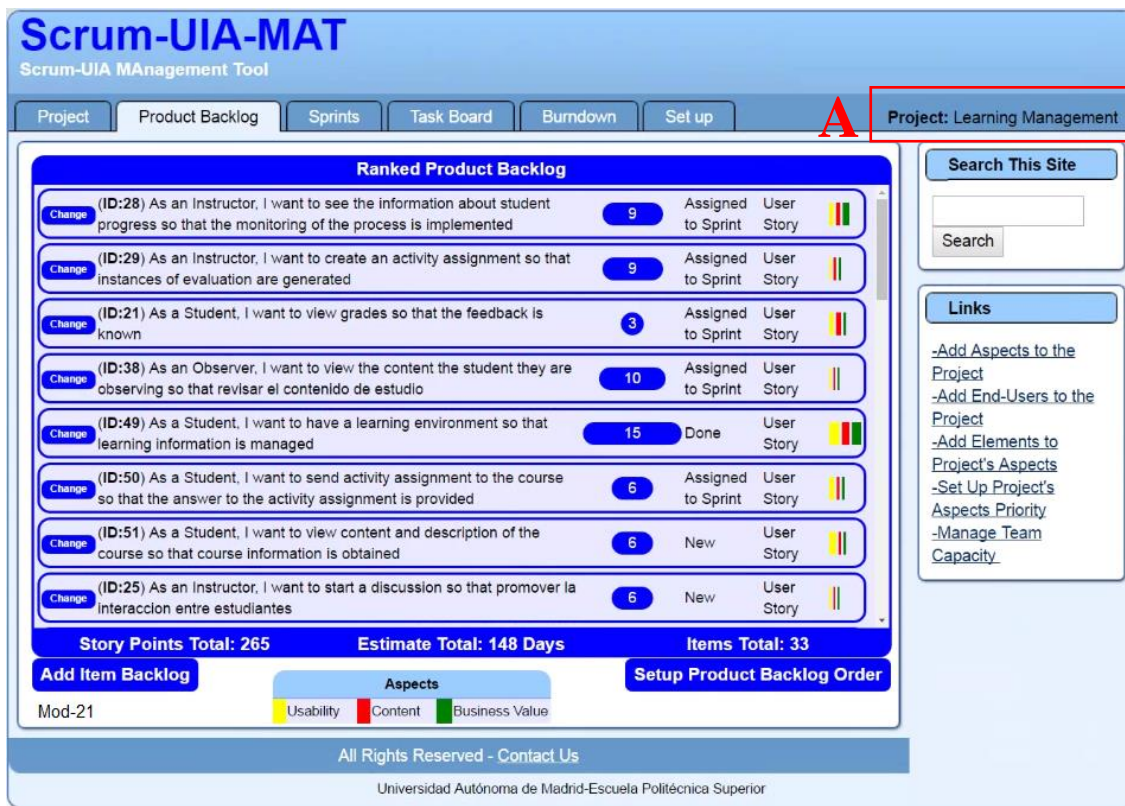 Scrum-UIA-MAT
Scrum-UIA MAnagement Tool
Project
Product Backlog
Sprints
Task Board
Burndown
Set up
A
Project: Learning Management
Ranked Product Backlog
Change
(ID:28) As an Instructor, I want to see the information about student
progress so that the monitoring of the process is implemented
9
Assigned
to Sprint
User
Story
Change
(ID:29) As an Instructor, I want to create an activity assignment so that
instances of evaluation are generated
9
Assigned
to Sprint
User
Story
Change
(ID:21) As a Student, I want to view grades so that the feedback is
known
3
Assigned
to Sprint
User
Story
Change
(ID:38) As an Observer, I want to view the content the student they are
observing so that revisar el contenido de estudio
10
Assigned
to Sprint
User
Story
Change
(ID:49) As a Student, I want to have a learning environment so that
learning information is managed
15
Done
User
Story
Change
(ID:50) As a Student, I want to send activity assignment to the course
so that the answer to the activity assignment is provided
6
Assigned
to Sprint
User
Story
Change
(ID:51) As a Student, I want to view content and description of the
course so that course information is obtained
6
New
User
Story
Change
(ID:25) As an Instructor, I want to start a discussion so that promover la
interaccion entre estudiantes
6
New
User
Story
Story Points Total: 265
Estimate Total: 148 Days
Items Total: 33
Add Item Backlog
Setup Product Backlog Order
Aspects
Usability
Content
Business Value
Mod-21
Search This Site
Search
Links
-Add Aspects to the
Project
-Add End-Users to the
Project
-Add Elements to
Project's Aspects
-Set Up Project's
Aspects Priority
-Manage Team
Capacity
All Rights Reserved - Contact Us
Universidad Autónoma de Madrid-Escuela Politécnica Superior